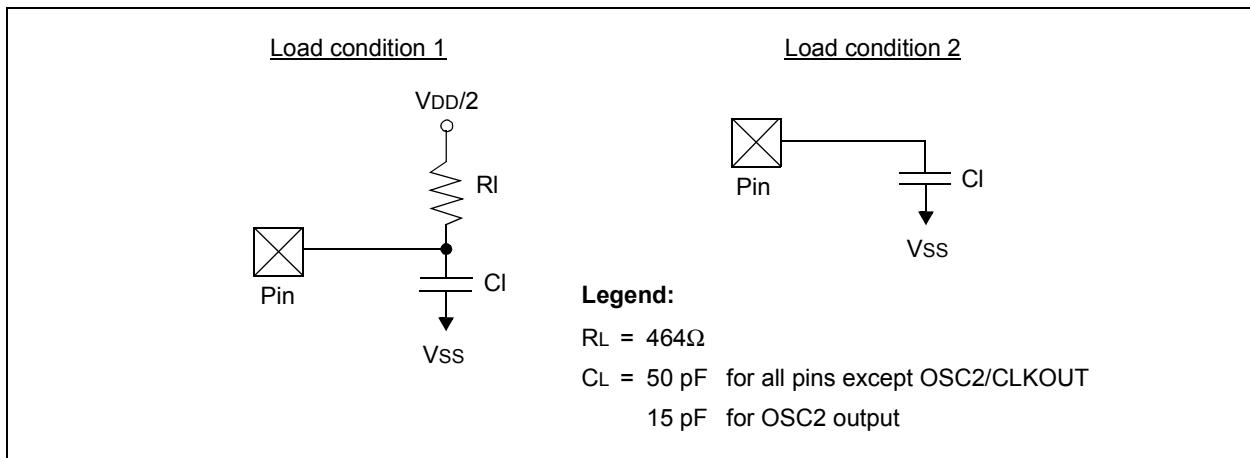 Load condition 1
VDD/2
Rl
Pin
Cl
VSS
Load condition 2
Pin
Cl
VSS
Legend:
RL = 464Ω
CL = 50 pF for all pins except OSC2/CLKOUT
15 pF for OSC2 output